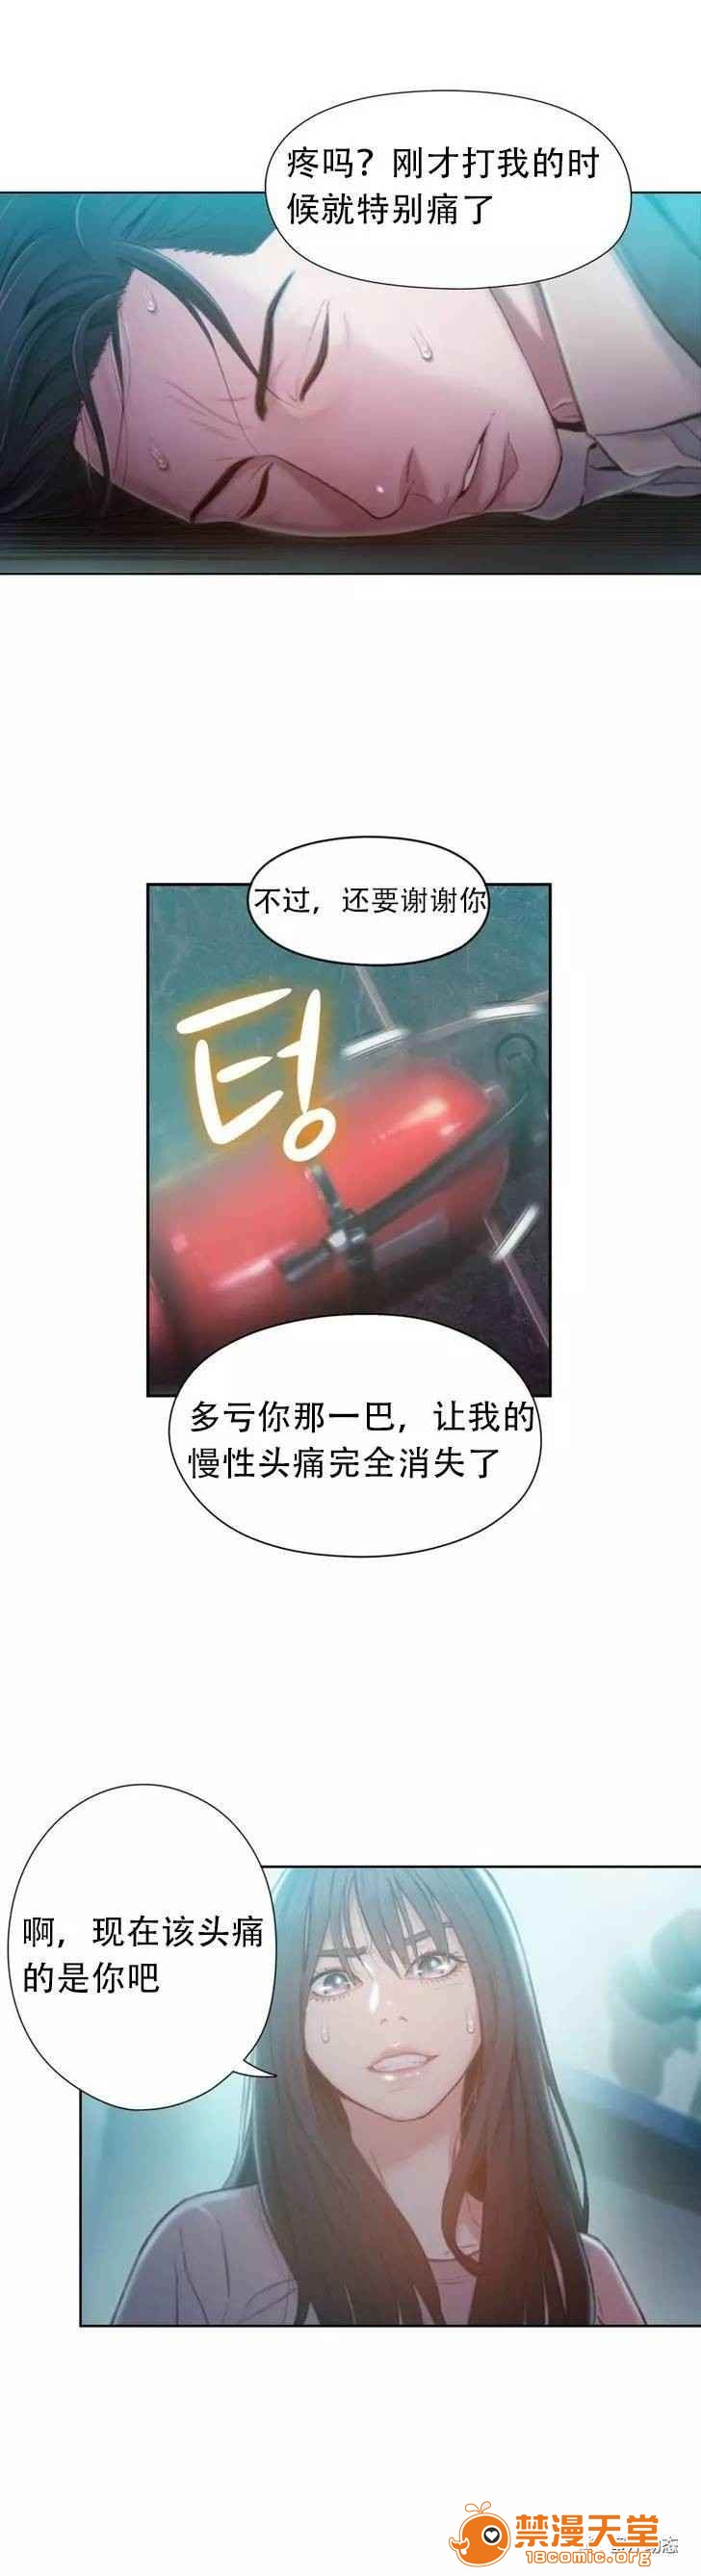 疼吗？刚才打我的时
候就特别痛了
不过，还要谢谢你
텅
多亏你那一巴，让我的
慢性头痛完全消失了
啊，现在该头痛
的是你吧
禁漫天堂
18comic.org